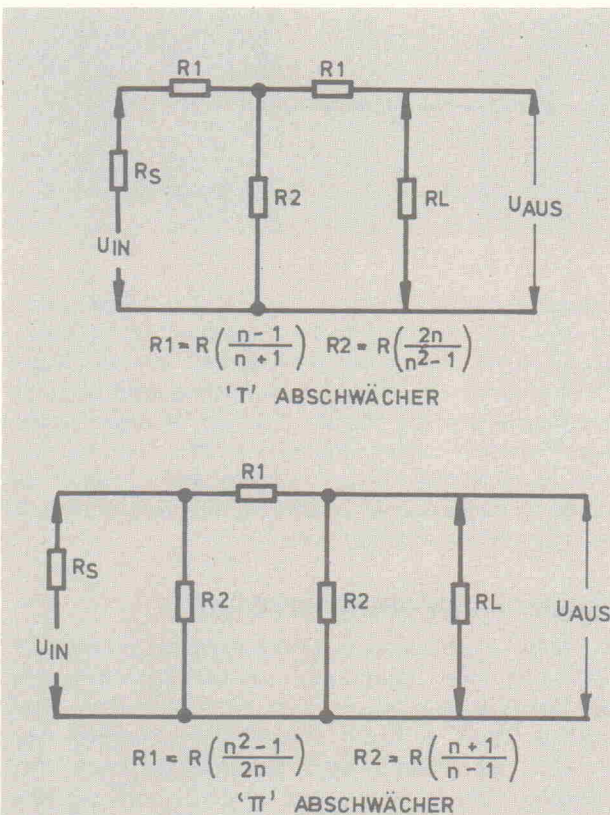 R1 R1
RS R2 RL UAUS
UIN
R1 = R(n-1/n+1) R2 = R(2n/n²-1)
'T' ABSCHWÄCHER
R1
RS R2 R2 RL UAUS
UIN
R1 = R(n²-1/2n) R2 = R(n+1/n-1)
'π' ABSCHWÄCHER